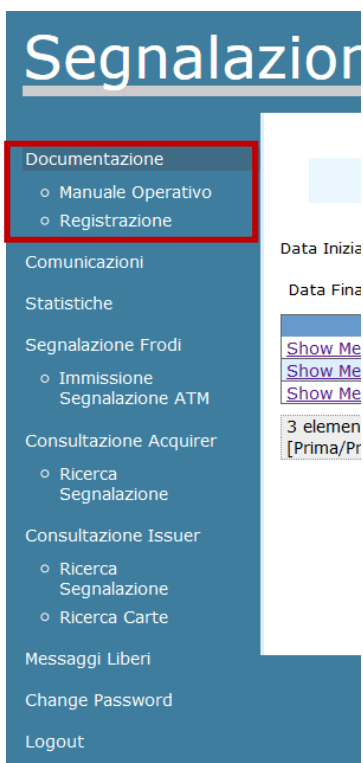 Segnalazion
Documentazione
Manuale Operativo
Registrazione
Comunicazioni
Statistiche
Segnalazione Frodi
Immissione
Segnalazione ATM
Consultazione Acquirer
Ricerca
Segnalazione
Consultazione Issuer
Ricerca
Segnalazione
Ricerca Carte
Messaggi Liberi
Change Password
Logout
Data Inizia
Data Fina
Show Me
Show Me
Show Me
3 elemen
[Prima/Pr